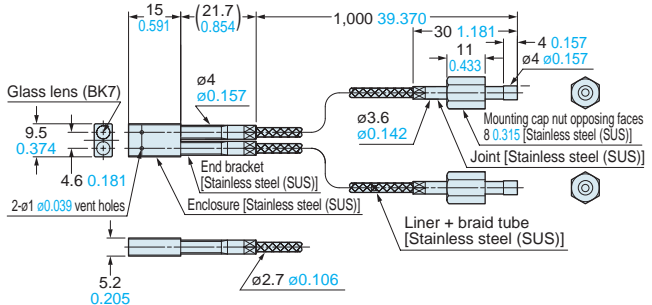 15
0.591
(21.7)
(0.854)
1,000 39.370
30 1.181
11
0.433
4 0.157
ø4 ø0.157
Glass lens (BK7)
ø4
ø0.157
9.5
0.374
4.6 0.181
ø3.6
ø0.142
Mounting cap nut opposing faces
8 0.315 [Stainless steel (SUS)]
Joint [Stainless steel (SUS)]
End bracket
[Stainless steel (SUS)]
2-ø1 ø0.039 vent holes
Enclosure [Stainless steel (SUS)]
Liner + braid tube
[Stainless steel (SUS)]
5.2
0.205
ø2.7 ø0.106